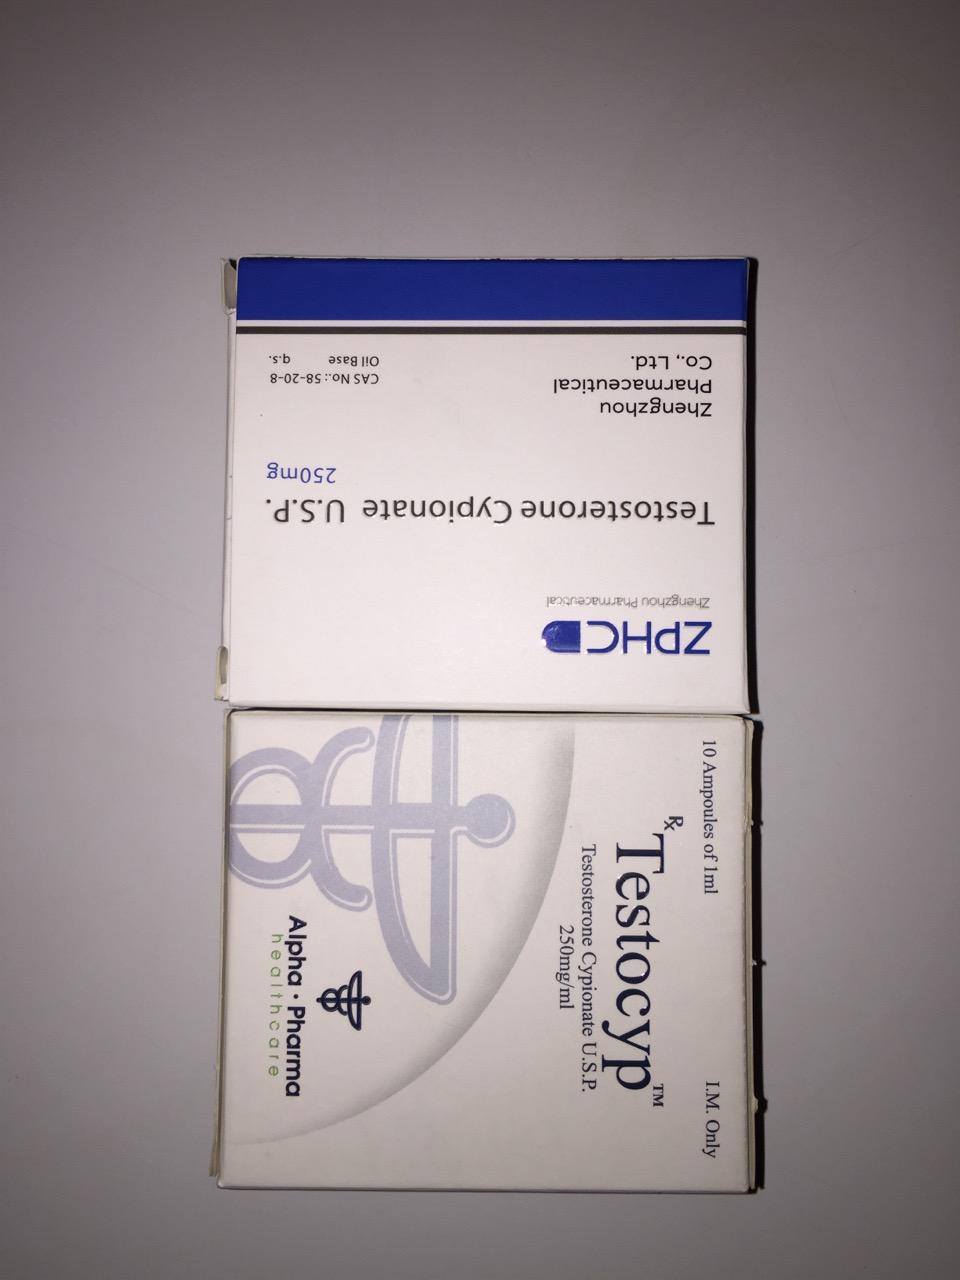 ZPHC
Zhengzhou Pharmaceutical
Testosterone Cypionate U.S.P.
250mg
Zhengzhou
Pharmaceutical
Co., Ltd.
CAS No.: 58-20-8
Oil Base q.s.
10 Ampoules of 1ml I.M. Only
Rx Testocyp™
Testosterone Cypionate U.S.P.
250mg/ml
Alpha · Pharma
healthcare